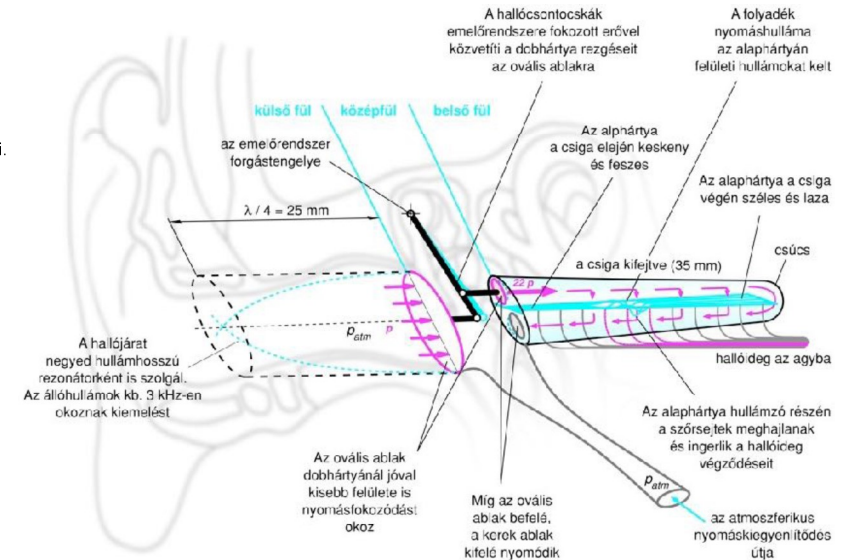 A hallócsontocskák
emelőrendszere fokozott erővel
közvetíti a dobhártya rezgéseit
az ovális ablakra
A folyadék
nyomáshulláma
az alaphártyán
felületi hullámokat kelt
külső fül
középfül
belső fül
i.
az emelőrendszer
forgástengelye
Az alphártya
a csiga elején keskeny
és feszes
Az alaphártya a csiga
végén széles és laza
λ / 4 = 25 mm
csúcs
a csiga kifejtve (35 mm)
22 p
p atm
p
A hallójárat
negyed hullámhosszú
rezonátorként is szolgál.
Az állóhullámok kb. 3 kHz-en
okoznak kiemelést
hallóideg az agyba
Az alaphártya hullámzó részén
a szőrsejtek meghajlanak
és ingerlik a hallóideg
végződéseit
Az ovális ablak
dobhártyánál jóval
kisebb felülete is
nyomásfokozódást
okoz
Míg az ovális
ablak befelé,
a kerek ablak
kifelé nyomódik
p atm
az atmoszferikus
nyomáskiegyenlítődés
útja